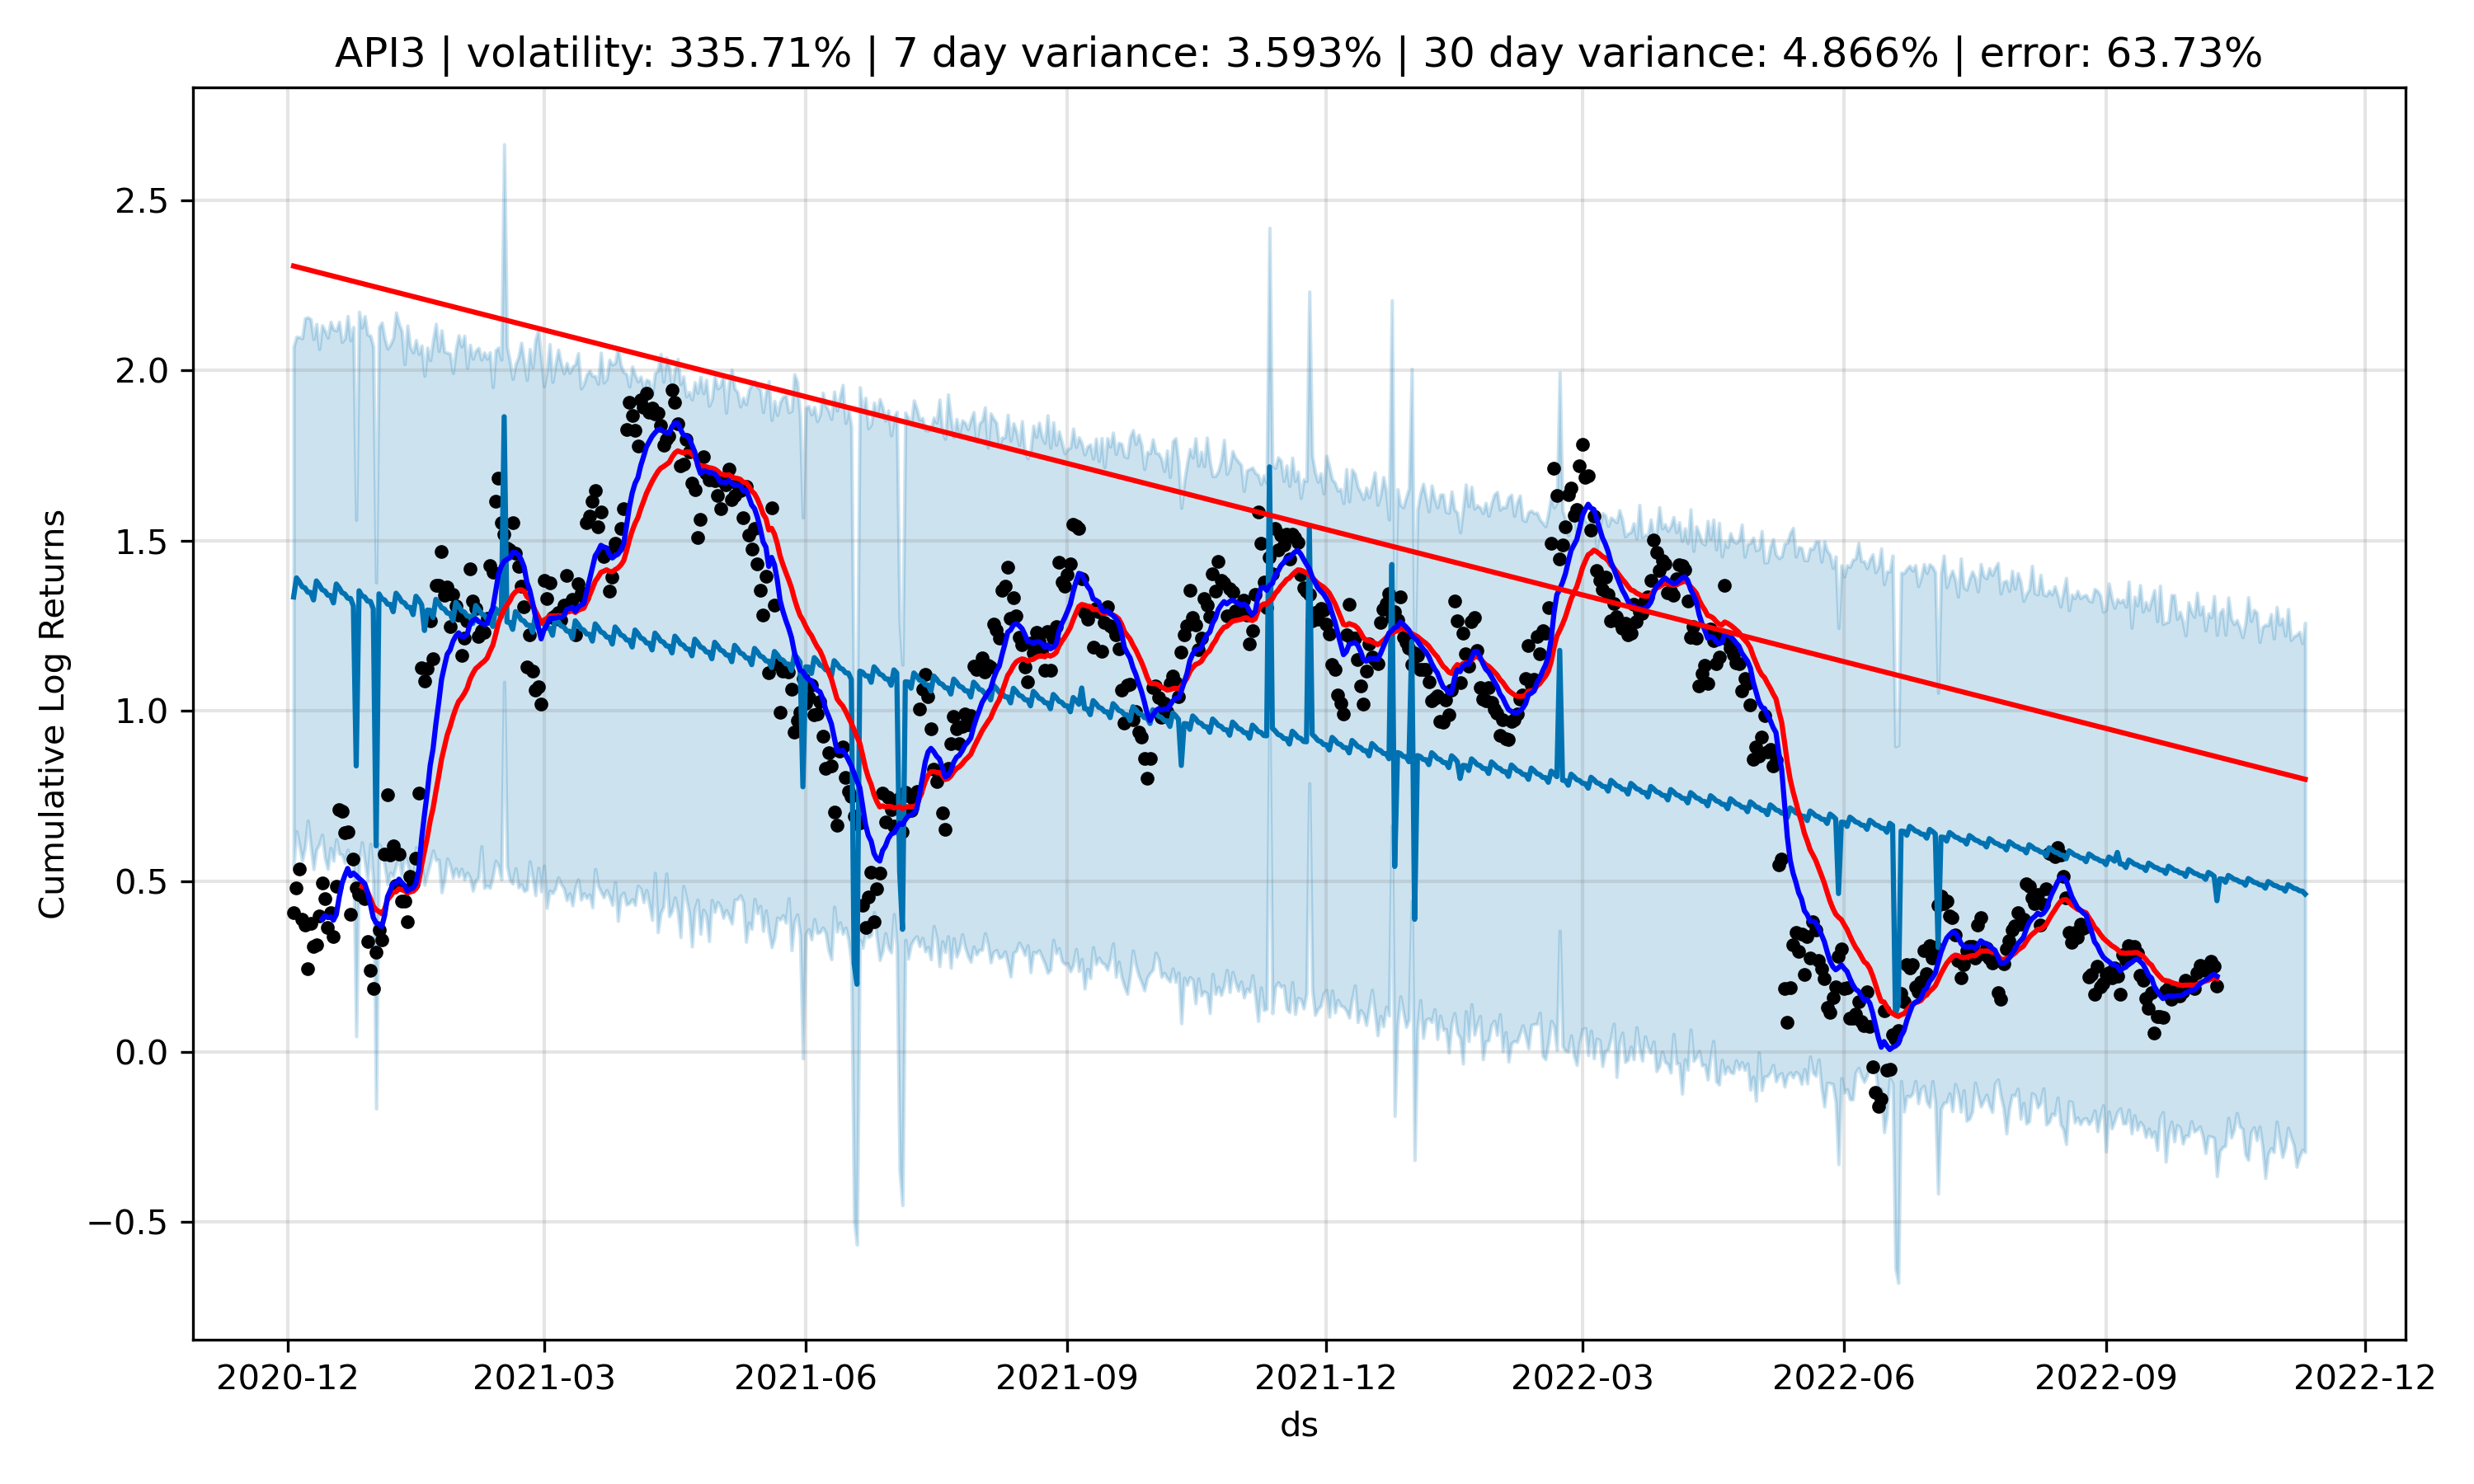 API3 | volatility: 335.71% | 7 day variance: 3.593% | 30 day variance: 4.866% | error: 63.73%
Cumulative Log Returns
2.5
2.0
1.5
1.0
0.5
0.0
−0.5
2020-12 2021-03 2021-06 2021-09 2021-12 2022-03 2022-06 2022-09 2022-12
ds